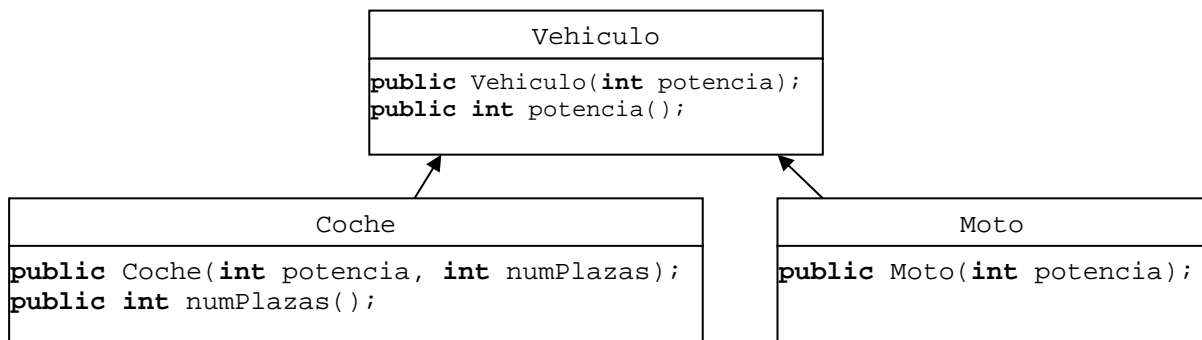 Vehiculo
public Vehiculo(int potencia);
public int potencia();
Coche
public Coche(int potencia, int numPlazas);
public int numPlazas();
Moto
public Moto(int potencia);